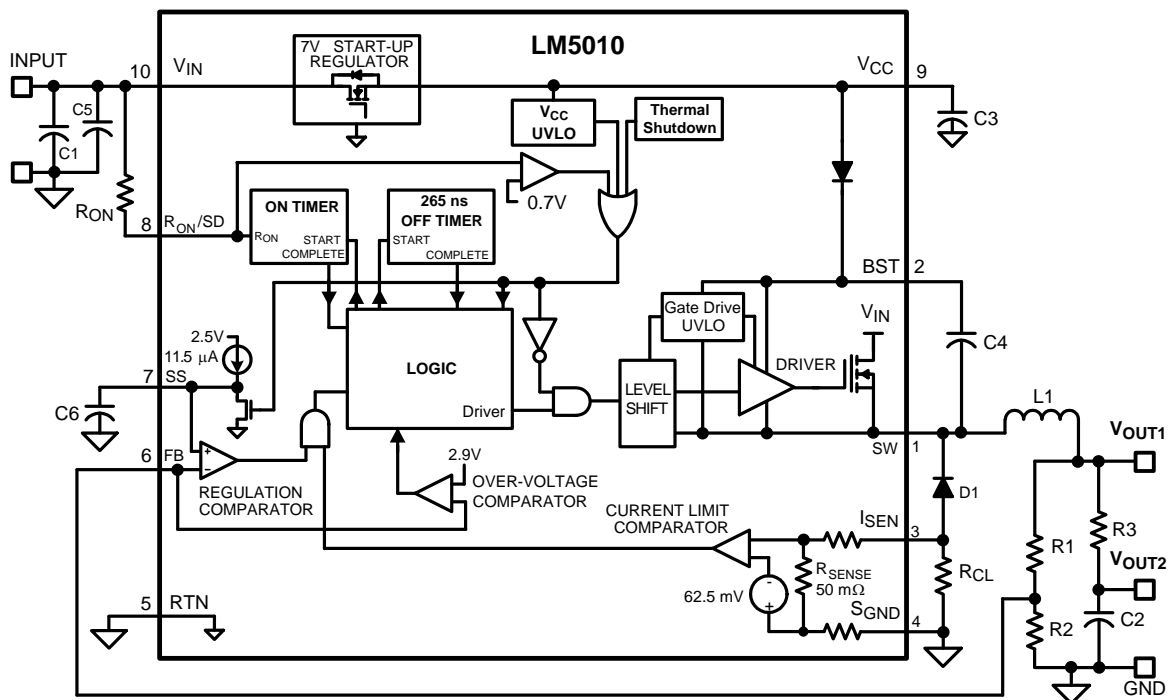 LM5010
INPUT
C5
C1
10
VIN
7V START-UP
REGULATOR
VCC
9
C3
VCC
UVLO
Thermal
Shutdown
0.7V
RON
8
RON/SD
ON TIMER
RON
START
COMPLETE
265 ns
OFF TIMER
START
COMPLETE
BST
2
C4
Gate Drive
UVLO
VIN
DRIVER
LEVEL
SHIFT
LOGIC
Driver
2.5V
11.5 μA
7
SS
C6
6
FB
+
-
REGULATION
COMPARATOR
2.9V
OVER-VOLTAGE
COMPARATOR
CURRENT LIMIT
COMPARATOR
SW
1
L1
VOUT1
D1
ISEN
3
RSENSE
50 mΩ
62.5 mV
-
+
RCL
SGND
4
R1
R3
VOUT2
R2
C2
GND
5
RTN